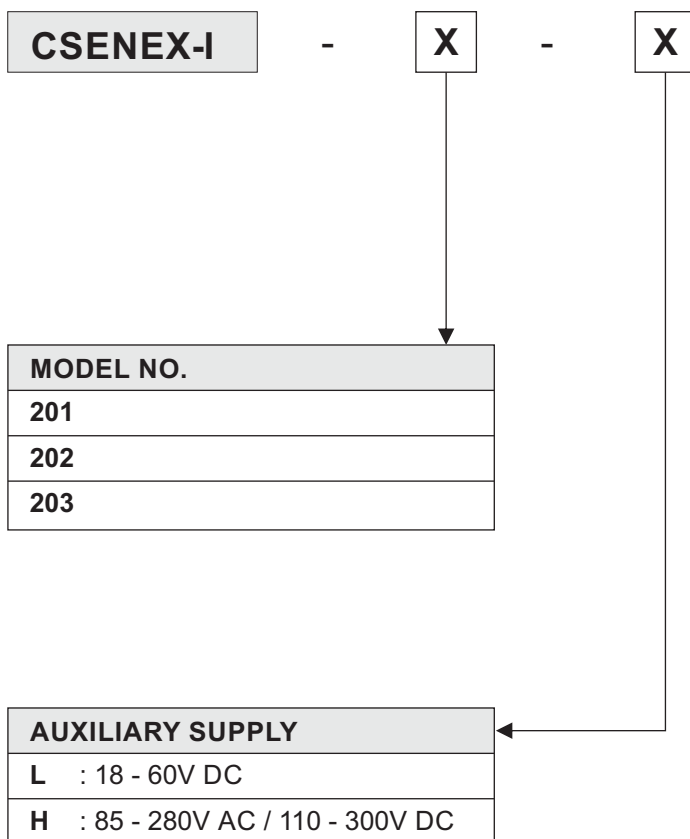 CSENEX-I - X - X
MODEL NO.
201
202
203
AUXILIARY SUPPLY
L : 18 - 60V DC
H : 85 - 280V AC / 110 - 300V DC